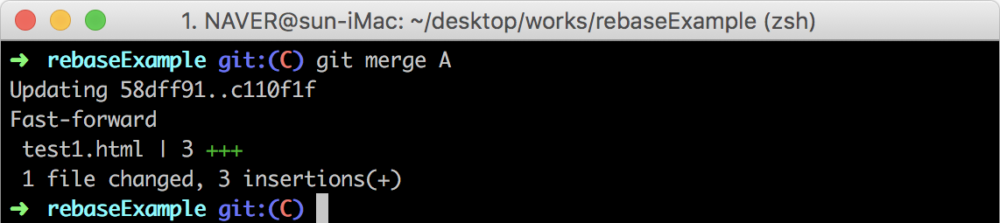 1. NAVER@sun-iMac: ~/desktop/works/rebaseExample (zsh)
➜  rebaseExample git:(C) git merge A
Updating 58dff91..c110f1f
Fast-forward
 test1.html | 3 +++
 1 file changed, 3 insertions(+)
➜  rebaseExample git:(C)